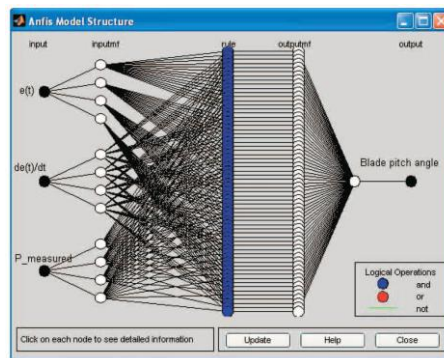 Anfis Model Structure
input inputmf rule outputmf output
e(t)
de(t)/dt
Blade pitch angle
P_measured
Logical Operations
and
or
not
Click on each node to see detailed information
Update Help Close